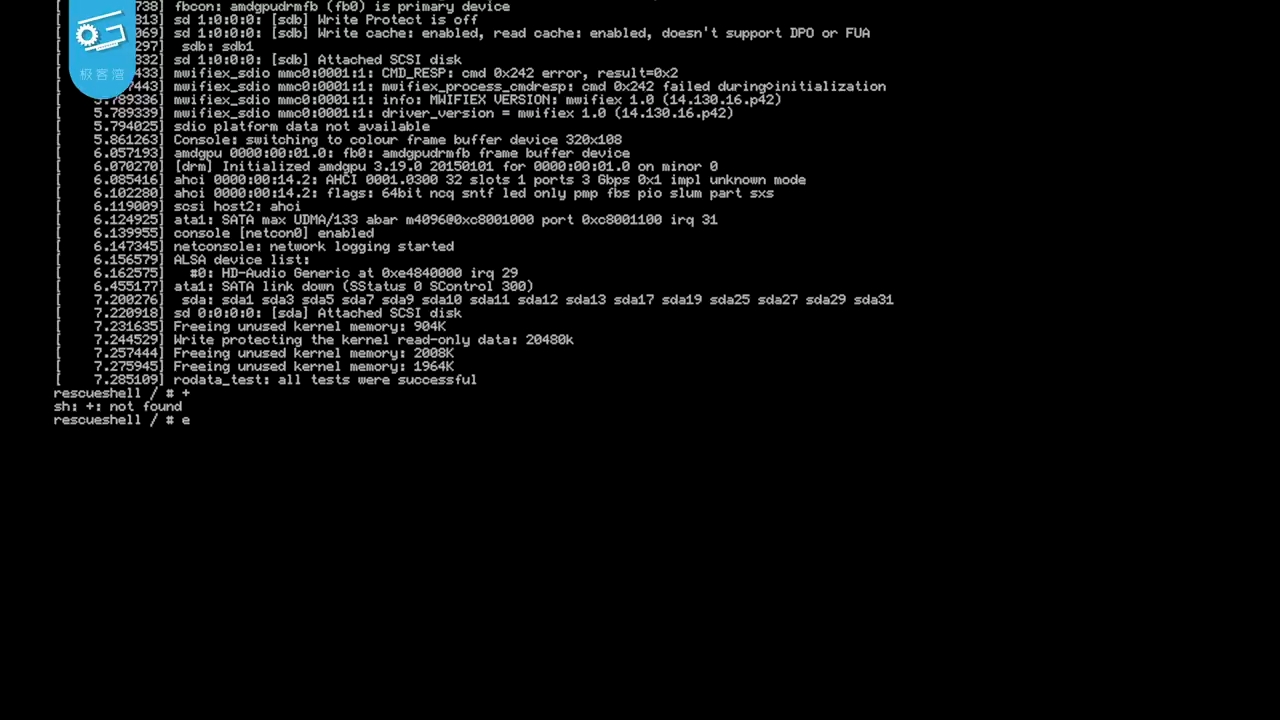 738] fbcon: amdgpudrmfb (fb0) is primary device
313] sd 1:0:0:0: [sdb] Write Protect is off
969] sd 1:0:0:0: [sdb] Write cache: enabled, read cache: enabled, doesn't support DPO or FUA
297]  sdb: sdb1
332] sd 1:0:0:0: [sdb] Attached SCSI disk
433] mwifiex_sdio mmc0:0001:1: CMD_RESP: cmd 0x242 error, result=0x2
7443] mwifiex_sdio mmc0:0001:1: mwifiex_process_cmdresp: cmd 0x242 failed during◊initialization
[    5.789336] mwifiex_sdio mmc0:0001:1: info: MWIFIEX VERSION: mwifiex 1.0 (14.130.16.p42)
[    5.789339] mwifiex_sdio mmc0:0001:1: driver_version = mwifiex 1.0 (14.130.16.p42)
[    5.794025] sdio platform data not available
[    5.861263] Console: switching to colour frame buffer device 320x108
[    6.057193] amdgpu 0000:00:01.0: fb0: amdgpudrmfb frame buffer device
[    6.070270] [drm] Initialized amdgpu 3.19.0 20150101 for 0000:00:01.0 on minor 0
[    6.085416] ahci 0000:00:14.2: AHCI 0001.0300 32 slots 1 ports 3 Gbps 0x1 impl unknown mode
[    6.102280] ahci 0000:00:14.2: flags: 64bit ncq sntf led only pmp fbs pio slum part sxs
[    6.119009] scsi host2: ahci
[    6.124925] ata1: SATA max UDMA/133 abar m4096@0xc8001000 port 0xc8001100 irq 31
[    6.139955] console [netcon0] enabled
[    6.147345] netconsole: network logging started
[    6.156579] ALSA device list:
[    6.162575]   #0: HD-Audio Generic at 0xe4840000 irq 29
[    6.455177] ata1: SATA link down (SStatus 0 SControl 300)
[    7.200276]  sda: sda1 sda3 sda5 sda7 sda9 sda10 sda11 sda12 sda13 sda17 sda19 sda25 sda27 sda29 sda31
[    7.220918] sd 0:0:0:0: [sda] Attached SCSI disk
[    7.231635] Freeing unused kernel memory: 904K
[    7.244529] Write protecting the kernel read-only data: 20480k
[    7.257444] Freeing unused kernel memory: 2008K
[    7.275945] Freeing unused kernel memory: 1964K
[    7.285109] rodata_test: all tests were successful
rescueshell / # +
sh: +: not found
rescueshell / # e
极客湾